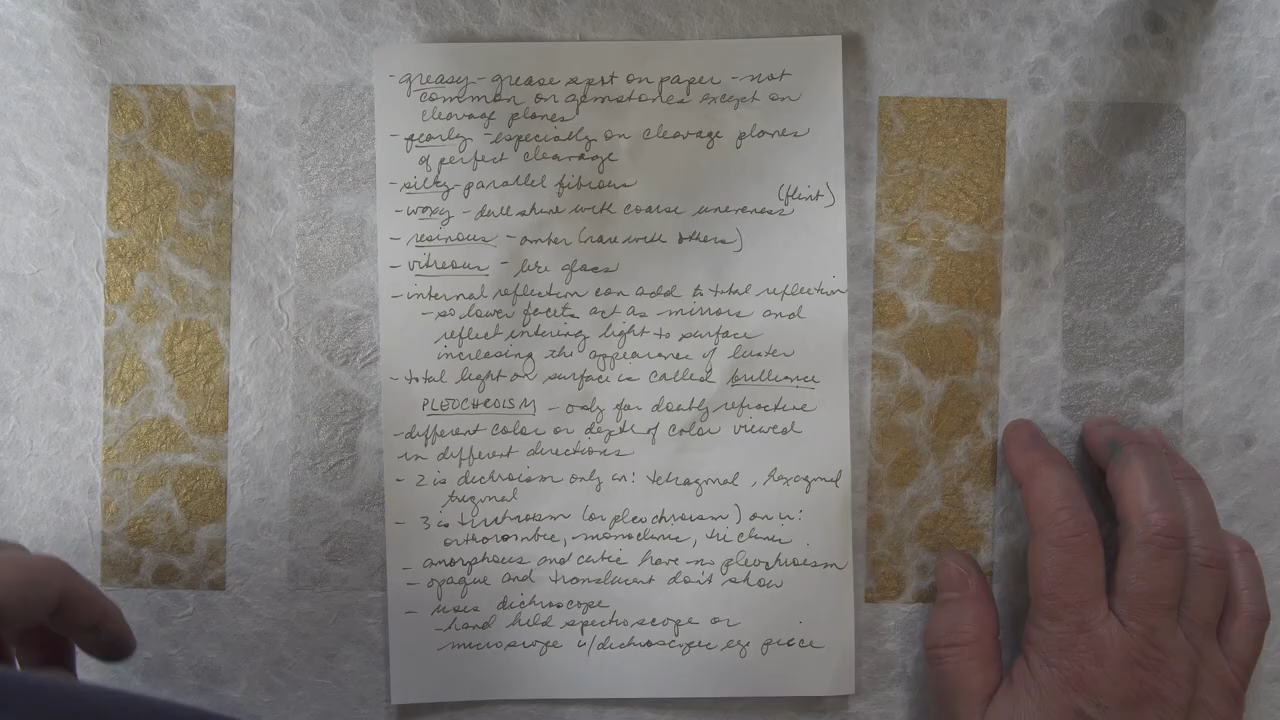 - greasy - grease spot on paper - not
common on gemstones except on
cleavage planes
- pearly - especially on cleavage planes
of perfect cleavage
- silky - parallel fibrous
(flint)
- waxy - dull shine with coarse uneveness
- resinous - amber (rare with others)
- vitreous - like glass
- internal reflection can add to total reflection
- so lower facets act as mirrors and
reflect entering light to surface
increasing the appearance of luster
- total light on surface is called brilliance
PLEOCHROISM - only for doubly refractive
- different color or depth of color viewed
in different directions
- 2 is dichroism only in: tetragonal, hexagonal
trigonal
- 3 is trichroism (or pleochroism) on in:
orthorombic, monoclinic, triclinic
- amorphous and cubic have no pleochroism
- opaque and translucent don't show
- uses dichroscope
- hand held spectroscope or
microscope w/dichroscopic eye piece